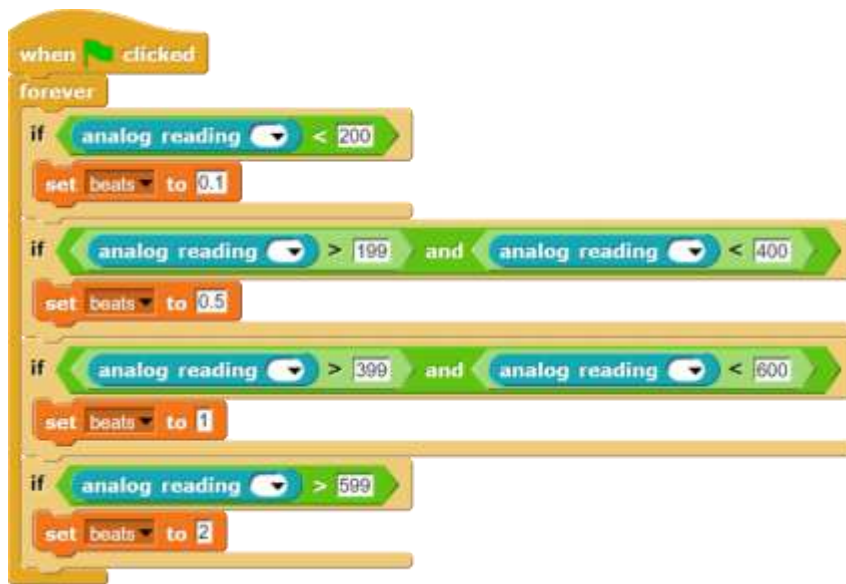 when clicked
forever
if analog reading < 200
set beats to 0.1
if analog reading > 199 and analog reading < 400
set beats to 0.5
if analog reading > 399 and analog reading < 600
set beats to 1
if analog reading > 599
set beats to 2